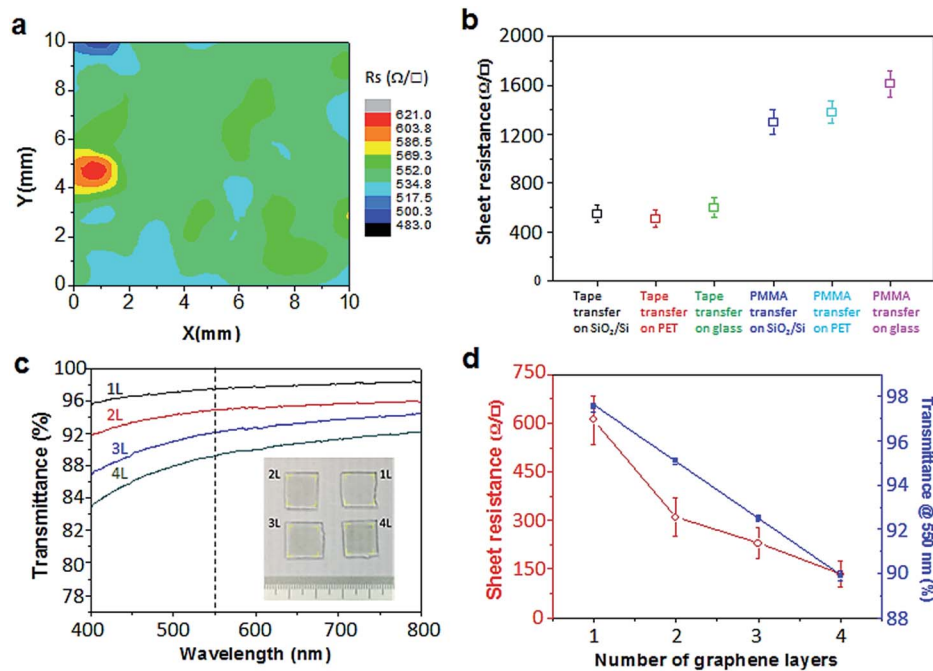 a
10
8
6
4
2
0
Y(mm)
0 2 4 6 8 10
X(mm)
Rs (Ω/□)
621.0
603.8
586.5
569.3
552.0
534.8
517.5
500.3
483.0
b
2000
1600
1200
800
400
0
Sheet resistance (Ω/□)
Tape transfer on SiO₂/Si
Tape transfer on PET
Tape transfer on glass
PMMA transfer on SiO₂/Si
PMMA transfer on PET
PMMA transfer on glass
c
100
96
92
88
84
80
78
Transmittance (%)
1L
2L
3L
4L
2L 1L
3L 4L
400 500 600 700 800
Wavelength (nm)
d
750
600
450
300
150
0
Sheet resistance (Ω/□)
98
96
94
92
90
88
Transmittance @ 550 nm (%)
1 2 3 4
Number of graphene layers